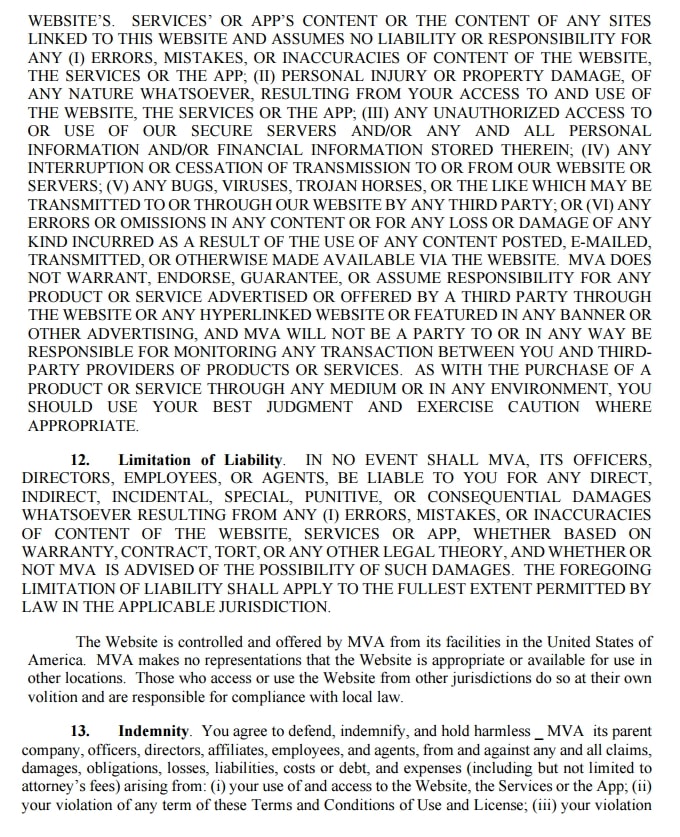 WEBSITE'S. SERVICES' OR APP'S CONTENT OR THE CONTENT OF ANY SITES
LINKED TO THIS WEBSITE AND ASSUMES NO LIABILITY OR RESPONSIBILITY FOR
ANY (I) ERRORS, MISTAKES, OR INACCURACIES OF CONTENT OF THE WEBSITE,
THE SERVICES OR THE APP; (II) PERSONAL INJURY OR PROPERTY DAMAGE, OF
ANY NATURE WHATSOEVER, RESULTING FROM YOUR ACCESS TO AND USE OF
THE WEBSITE, THE SERVICES OR THE APP; (III) ANY UNAUTHORIZED ACCESS TO
OR USE OF OUR SECURE SERVERS AND/OR ANY AND ALL PERSONAL
INFORMATION AND/OR FINANCIAL INFORMATION STORED THEREIN; (IV) ANY
INTERRUPTION OR CESSATION OF TRANSMISSION TO OR FROM OUR WEBSITE OR
SERVERS; (V) ANY BUGS, VIRUSES, TROJAN HORSES, OR THE LIKE WHICH MAY BE
TRANSMITTED TO OR THROUGH OUR WEBSITE BY ANY THIRD PARTY; OR (VI) ANY
ERRORS OR OMISSIONS IN ANY CONTENT OR FOR ANY LOSS OR DAMAGE OF ANY
KIND INCURRED AS A RESULT OF THE USE OF ANY CONTENT POSTED, E-MAILED,
TRANSMITTED, OR OTHERWISE MADE AVAILABLE VIA THE WEBSITE. MVA DOES
NOT WARRANT, ENDORSE, GUARANTEE, OR ASSUME RESPONSIBILITY FOR ANY
PRODUCT OR SERVICE ADVERTISED OR OFFERED BY A THIRD PARTY THROUGH
THE WEBSITE OR ANY HYPERLINKED WEBSITE OR FEATURED IN ANY BANNER OR
OTHER ADVERTISING, AND MVA WILL NOT BE A PARTY TO OR IN ANY WAY BE
RESPONSIBLE FOR MONITORING ANY TRANSACTION BETWEEN YOU AND THIRD-
PARTY PROVIDERS OF PRODUCTS OR SERVICES. AS WITH THE PURCHASE OF A
PRODUCT OR SERVICE THROUGH ANY MEDIUM OR IN ANY ENVIRONMENT, YOU
SHOULD USE YOUR BEST JUDGMENT AND EXERCISE CAUTION WHERE
APPROPRIATE.
12. Limitation of Liability. IN NO EVENT SHALL MVA, ITS OFFICERS,
DIRECTORS, EMPLOYEES, OR AGENTS, BE LIABLE TO YOU FOR ANY DIRECT,
INDIRECT, INCIDENTAL, SPECIAL, PUNITIVE, OR CONSEQUENTIAL DAMAGES
WHATSOEVER RESULTING FROM ANY (I) ERRORS, MISTAKES, OR INACCURACIES
OF CONTENT OF THE WEBSITE, SERVICES OR APP, WHETHER BASED ON
WARRANTY, CONTRACT, TORT, OR ANY OTHER LEGAL THEORY, AND WHETHER OR
NOT MVA IS ADVISED OF THE POSSIBILITY OF SUCH DAMAGES. THE FOREGOING
LIMITATION OF LIABILITY SHALL APPLY TO THE FULLEST EXTENT PERMITTED BY
LAW IN THE APPLICABLE JURISDICTION.
The Website is controlled and offered by MVA from its facilities in the United States of
America. MVA makes no representations that the Website is appropriate or available for use in
other locations. Those who access or use the Website from other jurisdictions do so at their own
volition and are responsible for compliance with local law.
13. Indemnity. You agree to defend, indemnify, and hold harmless _ MVA its parent
company, officers, directors, affiliates, employees, and agents, from and against any and all claims,
damages, obligations, losses, liabilities, costs or debt, and expenses (including but not limited to
attorney's fees) arising from: (i) your use of and access to the Website, the Services or the App; (ii)
your violation of any term of these Terms and Conditions of Use and License; (iii) your violation